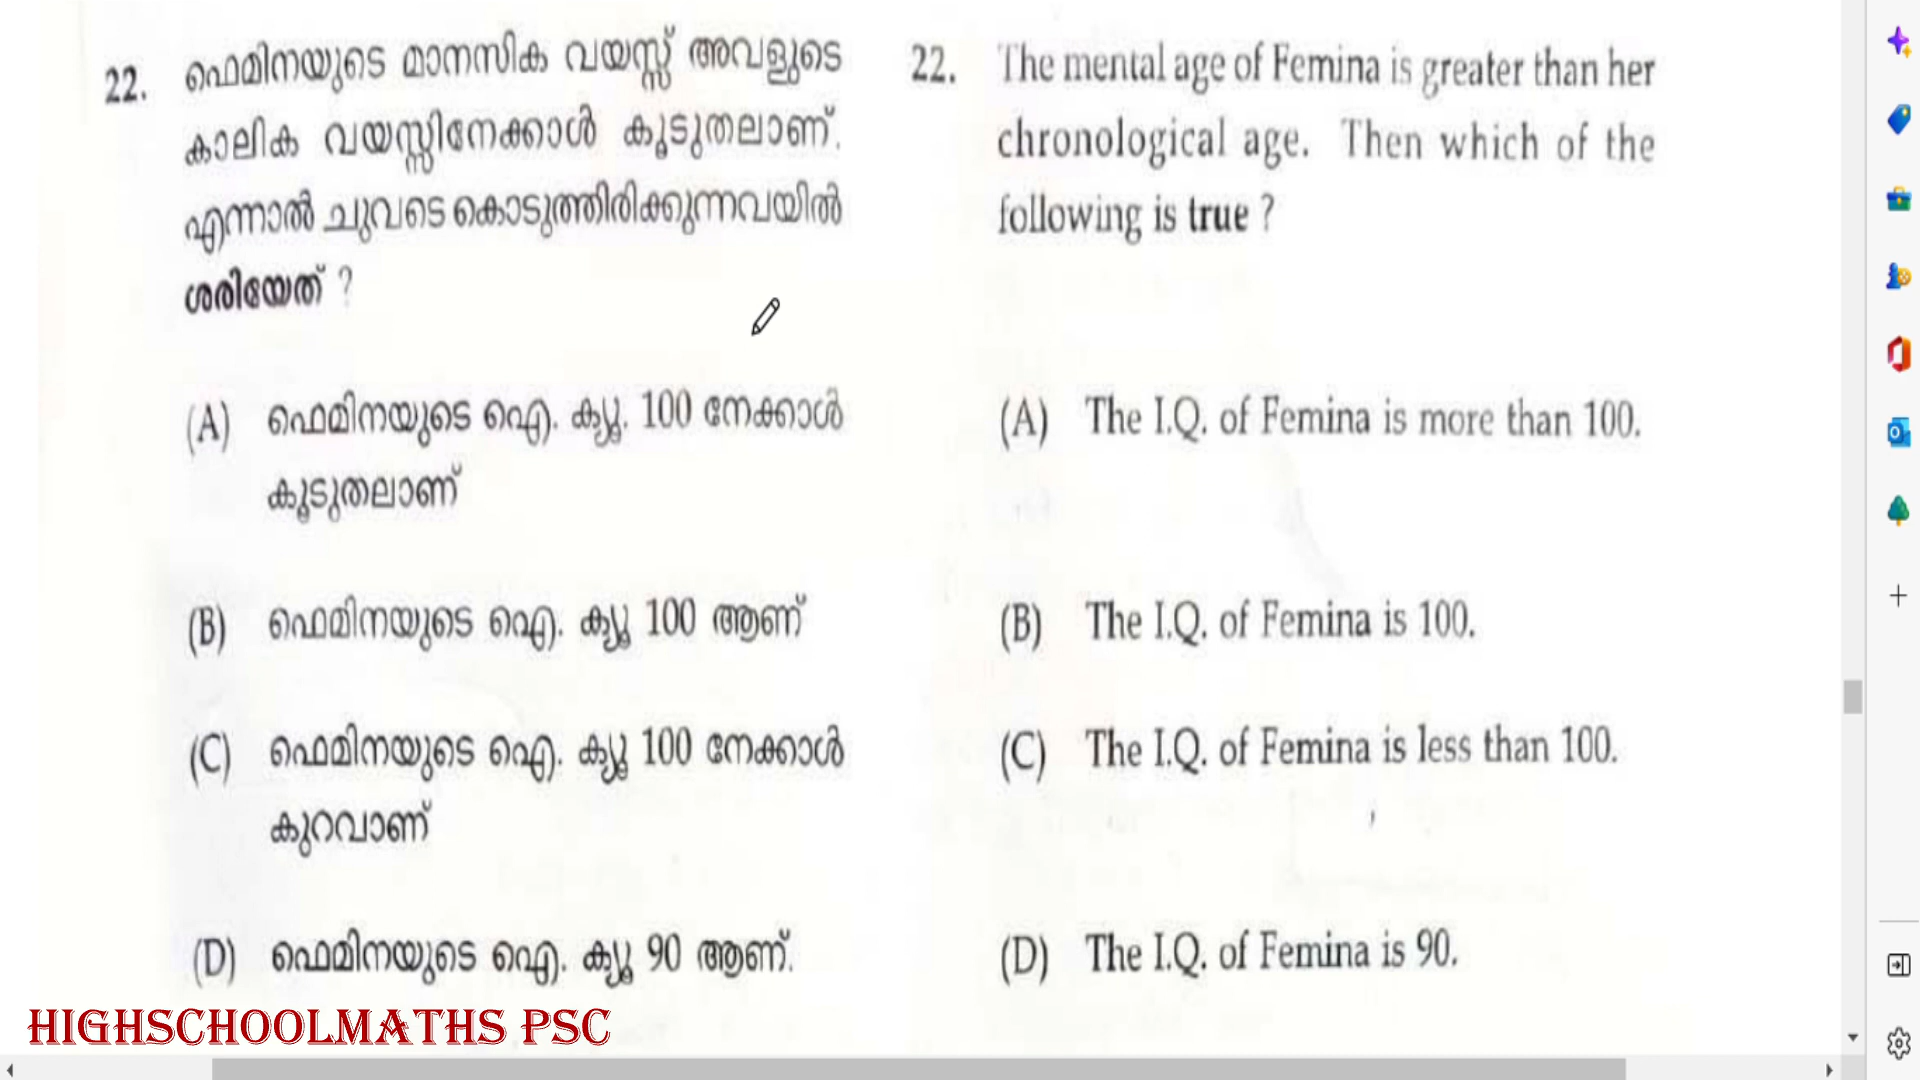 22. ഫെമിനയുടെ മാനസിക വയസ്സ് അവളുടെ
കാലിക വയസ്സിനേക്കാൾ കൂടുതലാണ്.
എന്നാൽ ചുവടെ കൊടുത്തിരിക്കുന്നവയിൽ
ശരിയേത് ?
(A) ഫെമിനയുടെ ഐ. ക്യൂ. 100 നേക്കാൾ
കൂടുതലാണ്
(B) ഫെമിനയുടെ ഐ. ക്യൂ 100 ആണ്
(C) ഫെമിനയുടെ ഐ. ക്യൂ 100 നേക്കാൾ
കുറവാണ്
(D) ഫെമിനയുടെ ഐ. ക്യൂ 90 ആണ്.
22. The mental age of Femina is greater than her
chronological age. Then which of the
following is true ?
(A) The I.Q. of Femina is more than 100.
(B) The I.Q. of Femina is 100.
(C) The I.Q. of Femina is less than 100.
(D) The I.Q. of Femina is 90.
HIGHSCHOOLMATHS PSC